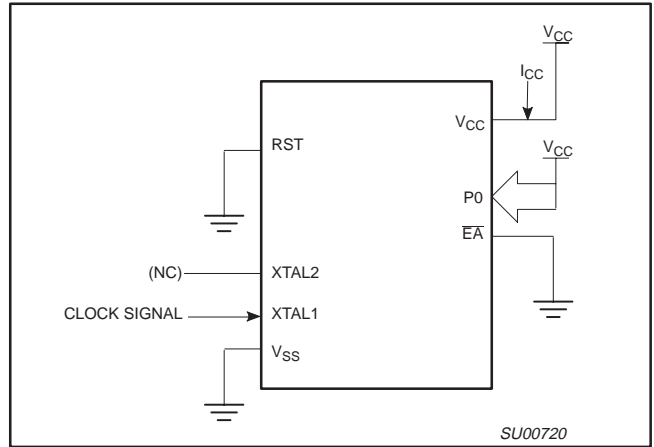 VCC
ICC
VCC
RST
VCC
P0
EA
(NC)
XTAL2
CLOCK SIGNAL
XTAL1
VSS
SU00720